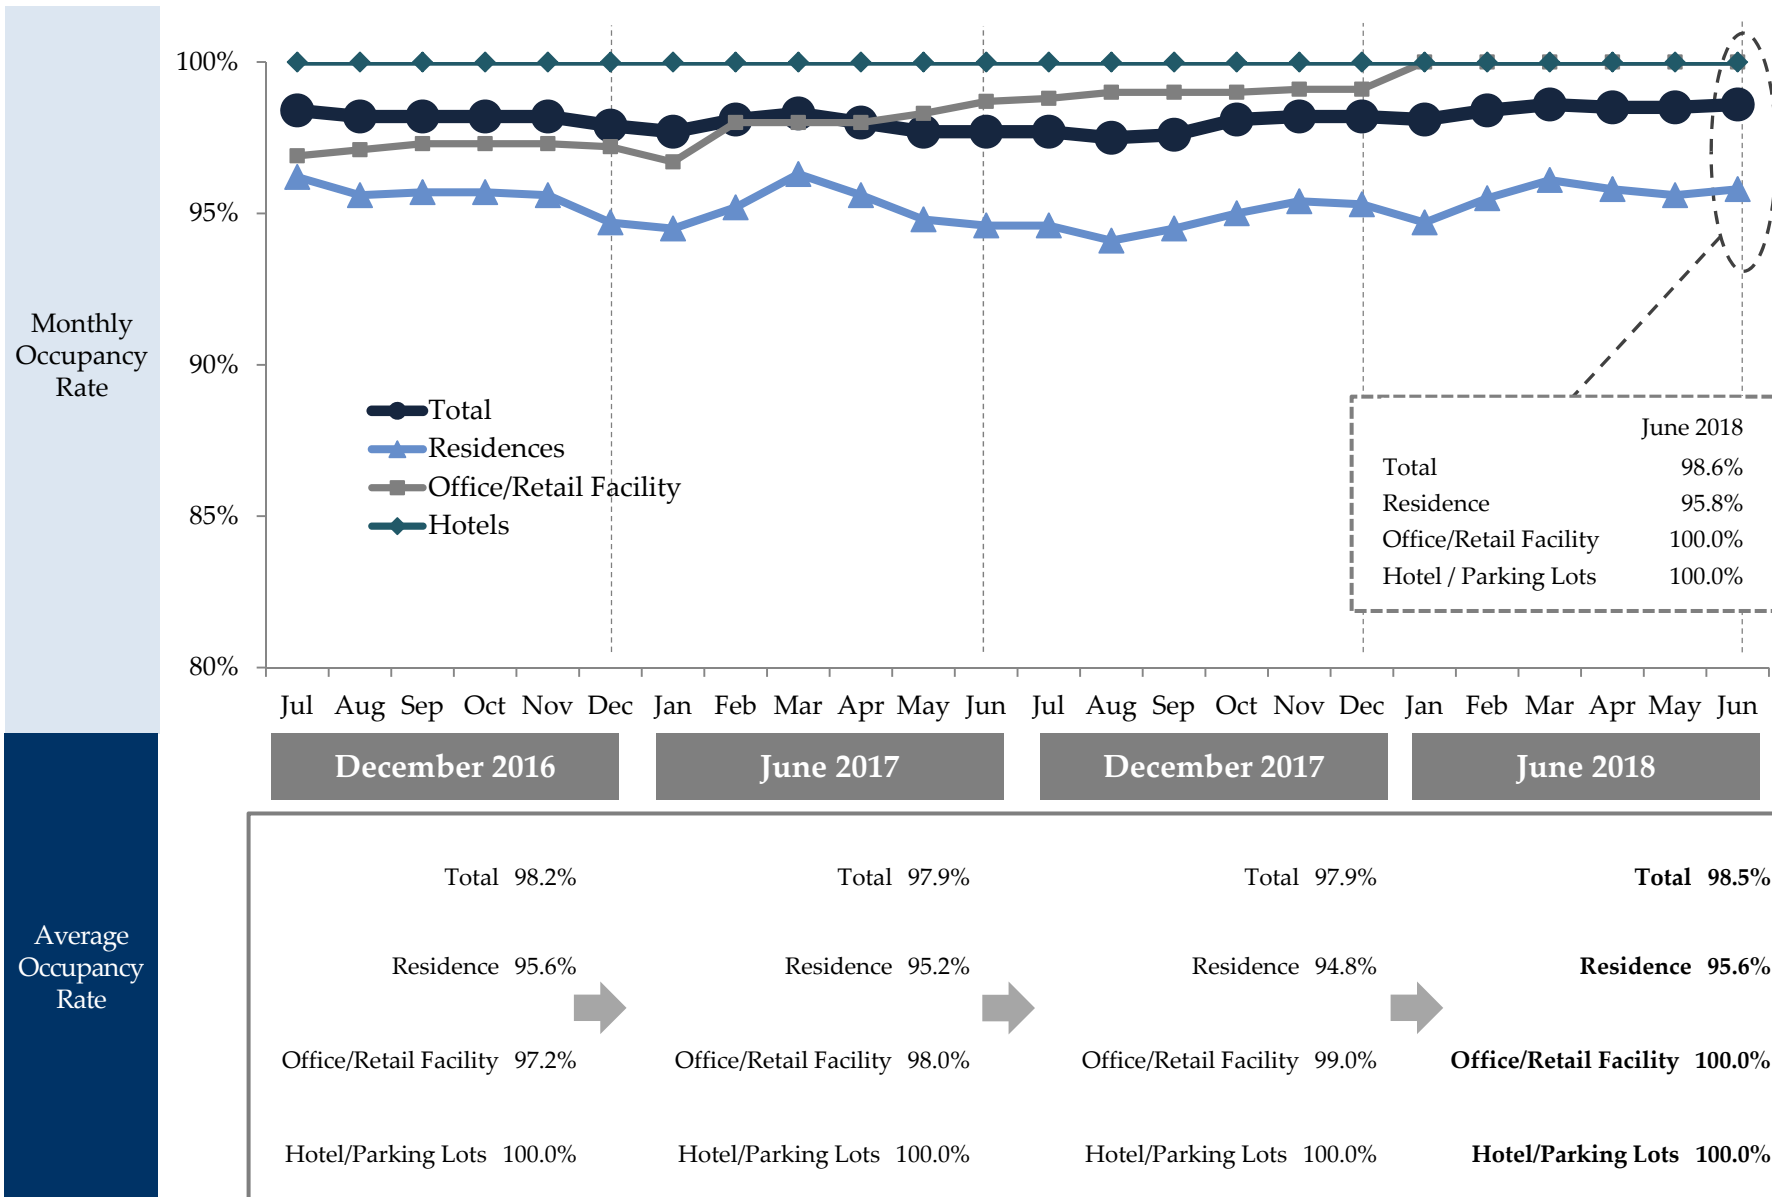 Monthly
Occupancy
Rate
100%
95%
90%
85%
80%
Total
Residences
Office/Retail Facility
Hotels
June 2018
Total 98.6%
Residence 95.8%
Office/Retail Facility 100.0%
Hotel / Parking Lots 100.0%
Jul Aug Sep Oct Nov Dec Jan Feb Mar Apr May Jun Jul Aug Sep Oct Nov Dec Jan Feb Mar Apr May Jun
December 2016 June 2017 December 2017 June 2018
Average
Occupancy
Rate
Total 98.2% Total 97.9% Total 97.9% Total 98.5%
Residence 95.6% Residence 95.2% Residence 94.8% Residence 95.6%
Office/Retail Facility 97.2% Office/Retail Facility 98.0% Office/Retail Facility 99.0% Office/Retail Facility 100.0%
Hotel/Parking Lots 100.0% Hotel/Parking Lots 100.0% Hotel/Parking Lots 100.0% Hotel/Parking Lots 100.0%